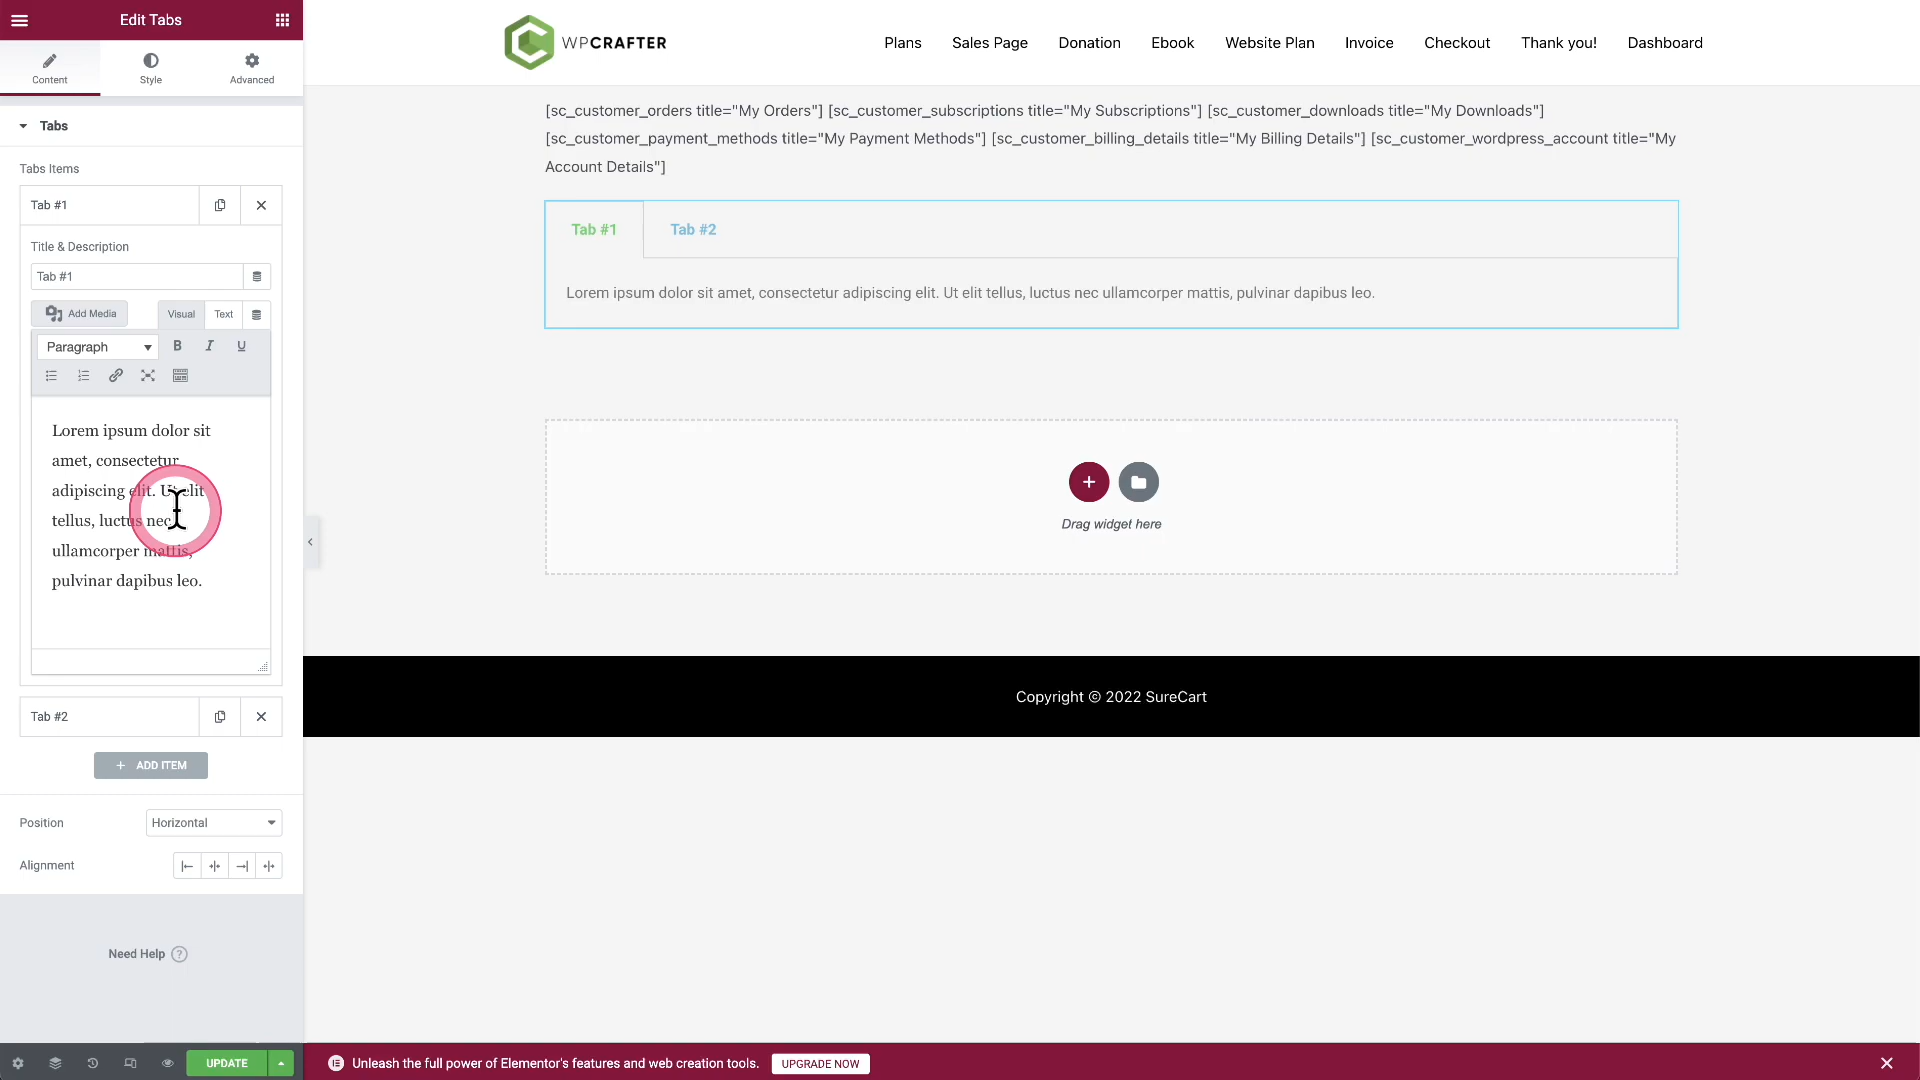 Edit Tabs
Content
Style
Advanced
Tabs
Tabs Items
Tab #1
Title & Description
Tab #1
Add Media
Visual
Text
Paragraph
B I U
Lorem ipsum dolor sit
amet, consectetur
adipiscing elit. Ut elit
tellus, luctus nec
ullamcorper mattis,
pulvinar dapibus leo.
Tab #2
ADD ITEM
Position
Horizontal
Alignment
Need Help ?
UPDATE
WPCRAFTER
Plans
Sales Page
Donation
Ebook
Website Plan
Invoice
Checkout
Thank you!
Dashboard
[sc_customer_orders title="My Orders"] [sc_customer_subscriptions title="My Subscriptions"] [sc_customer_downloads title="My Downloads"]
[sc_customer_payment_methods title="My Payment Methods"] [sc_customer_billing_details title="My Billing Details"] [sc_customer_wordpress_account title="My
Account Details"]
Tab #1
Tab #2
Lorem ipsum dolor sit amet, consectetur adipiscing elit. Ut elit tellus, luctus nec ullamcorper mattis, pulvinar dapibus leo.
Drag widget here
Copyright © 2022 SureCart
Unleash the full power of Elementor's features and web creation tools.
UPGRADE NOW